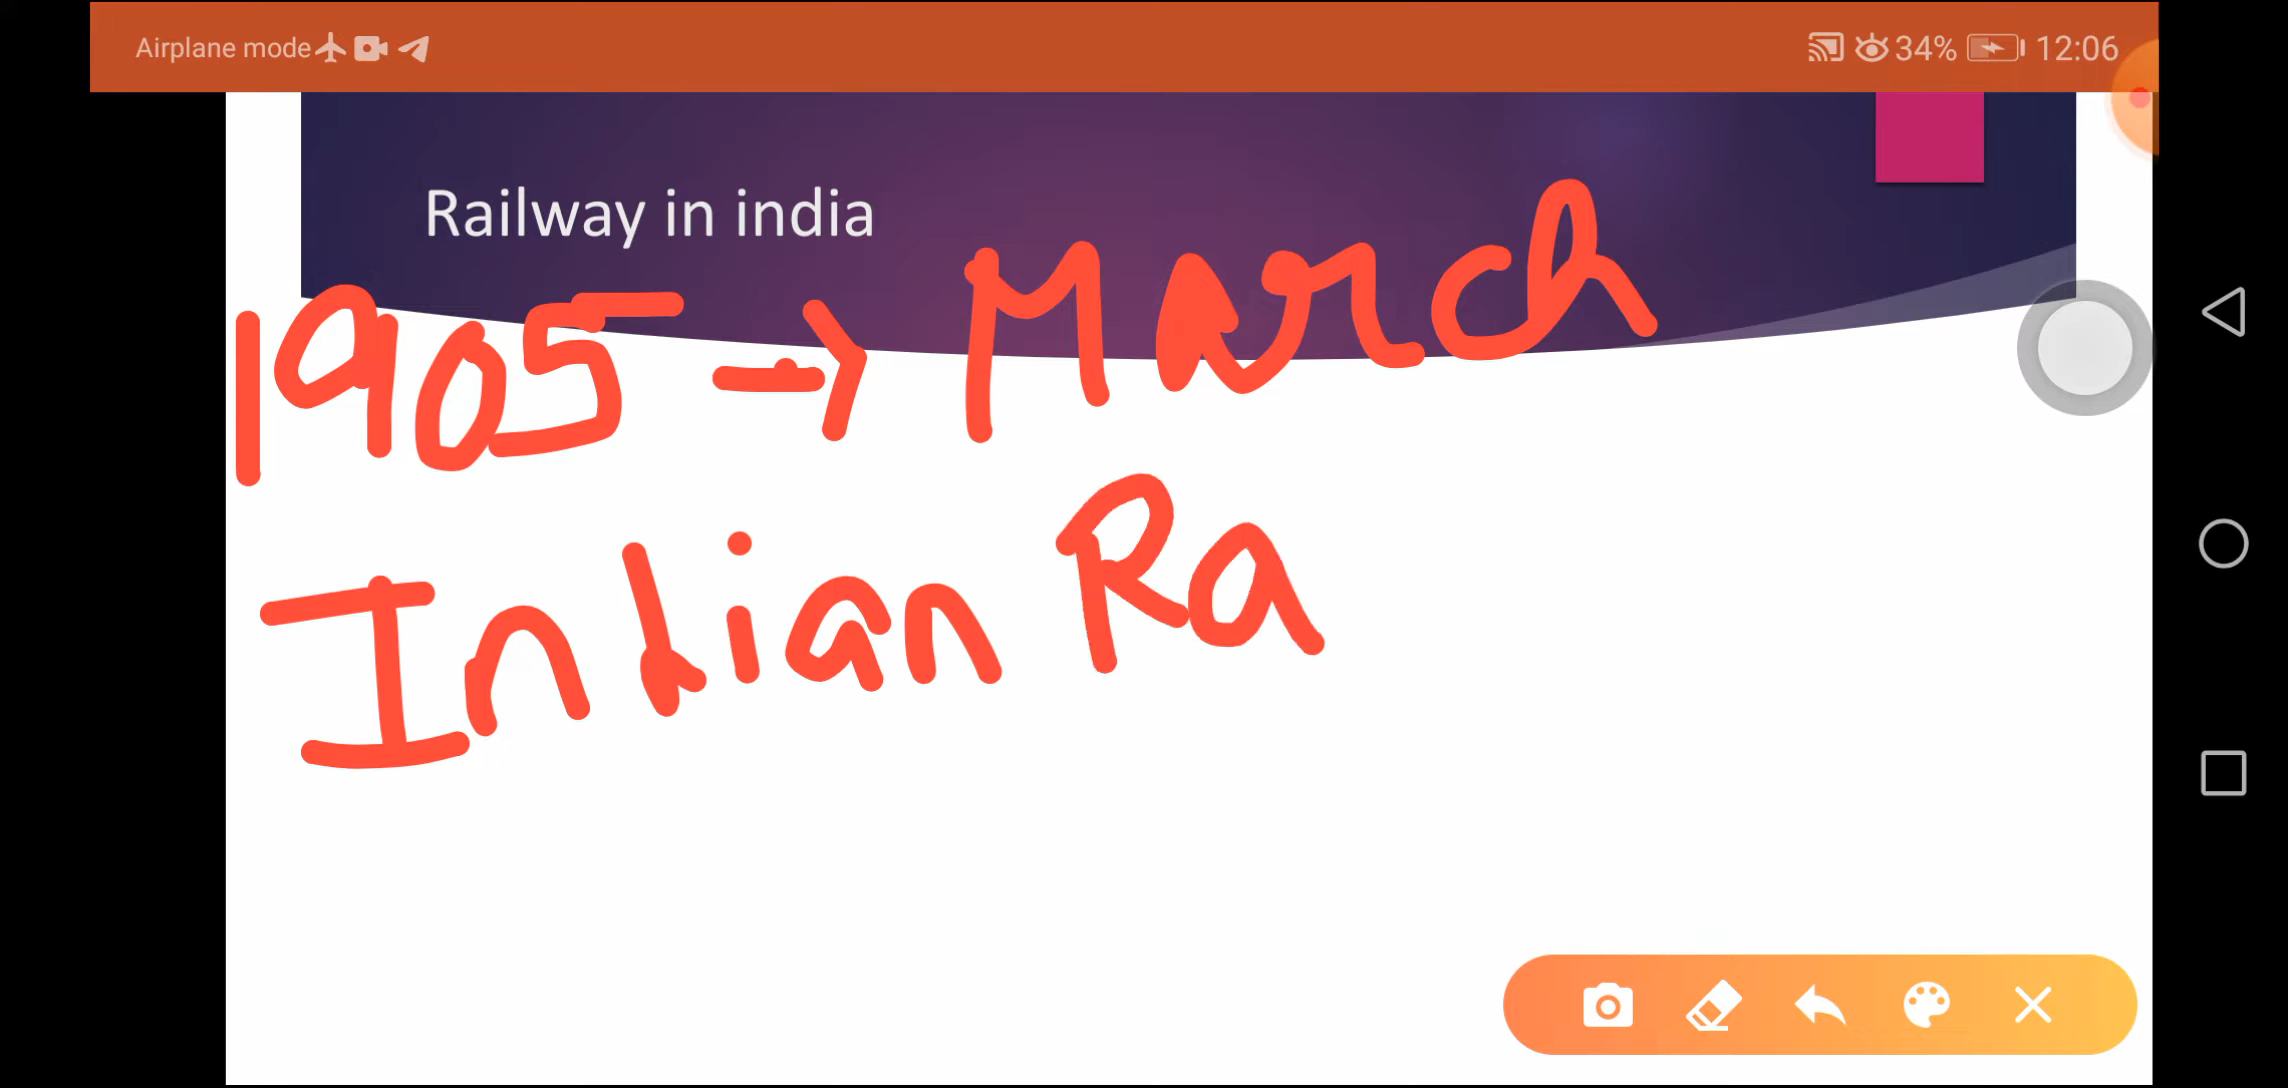 Airplane mode 34% 12:06
Railway in india
1905 → March
Indian Ra